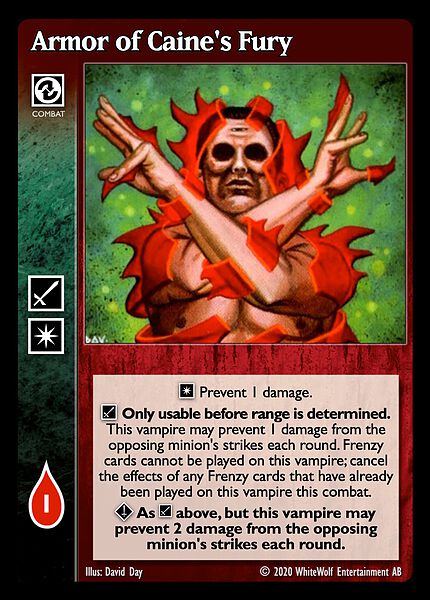 Armor of Caine's Fury
COMBAT
DAV.
Prevent 1 damage.
Only usable before range is determined.
This vampire may prevent 1 damage from the
opposing minion's strikes each round. Frenzy
cards cannot be played on this vampire; cancel
the effects of any Frenzy cards that have already
been played on this vampire this combat.
As above, but this vampire may
prevent 2 damage from the opposing
minion's strikes each round.
1
Illus: David Day © 2020 WhiteWolf Entertainment AB